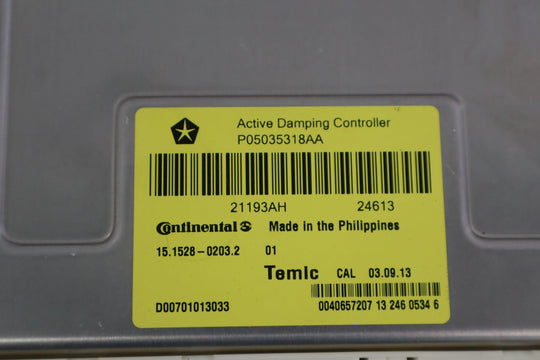 Active Damping Controller
P05035318AA
21193AH 24613
Continental Made in the Philippines
15.1528-0203.2 01
Temic CAL 03.09.13
D00701013033 0040657207 13 246 0534 6